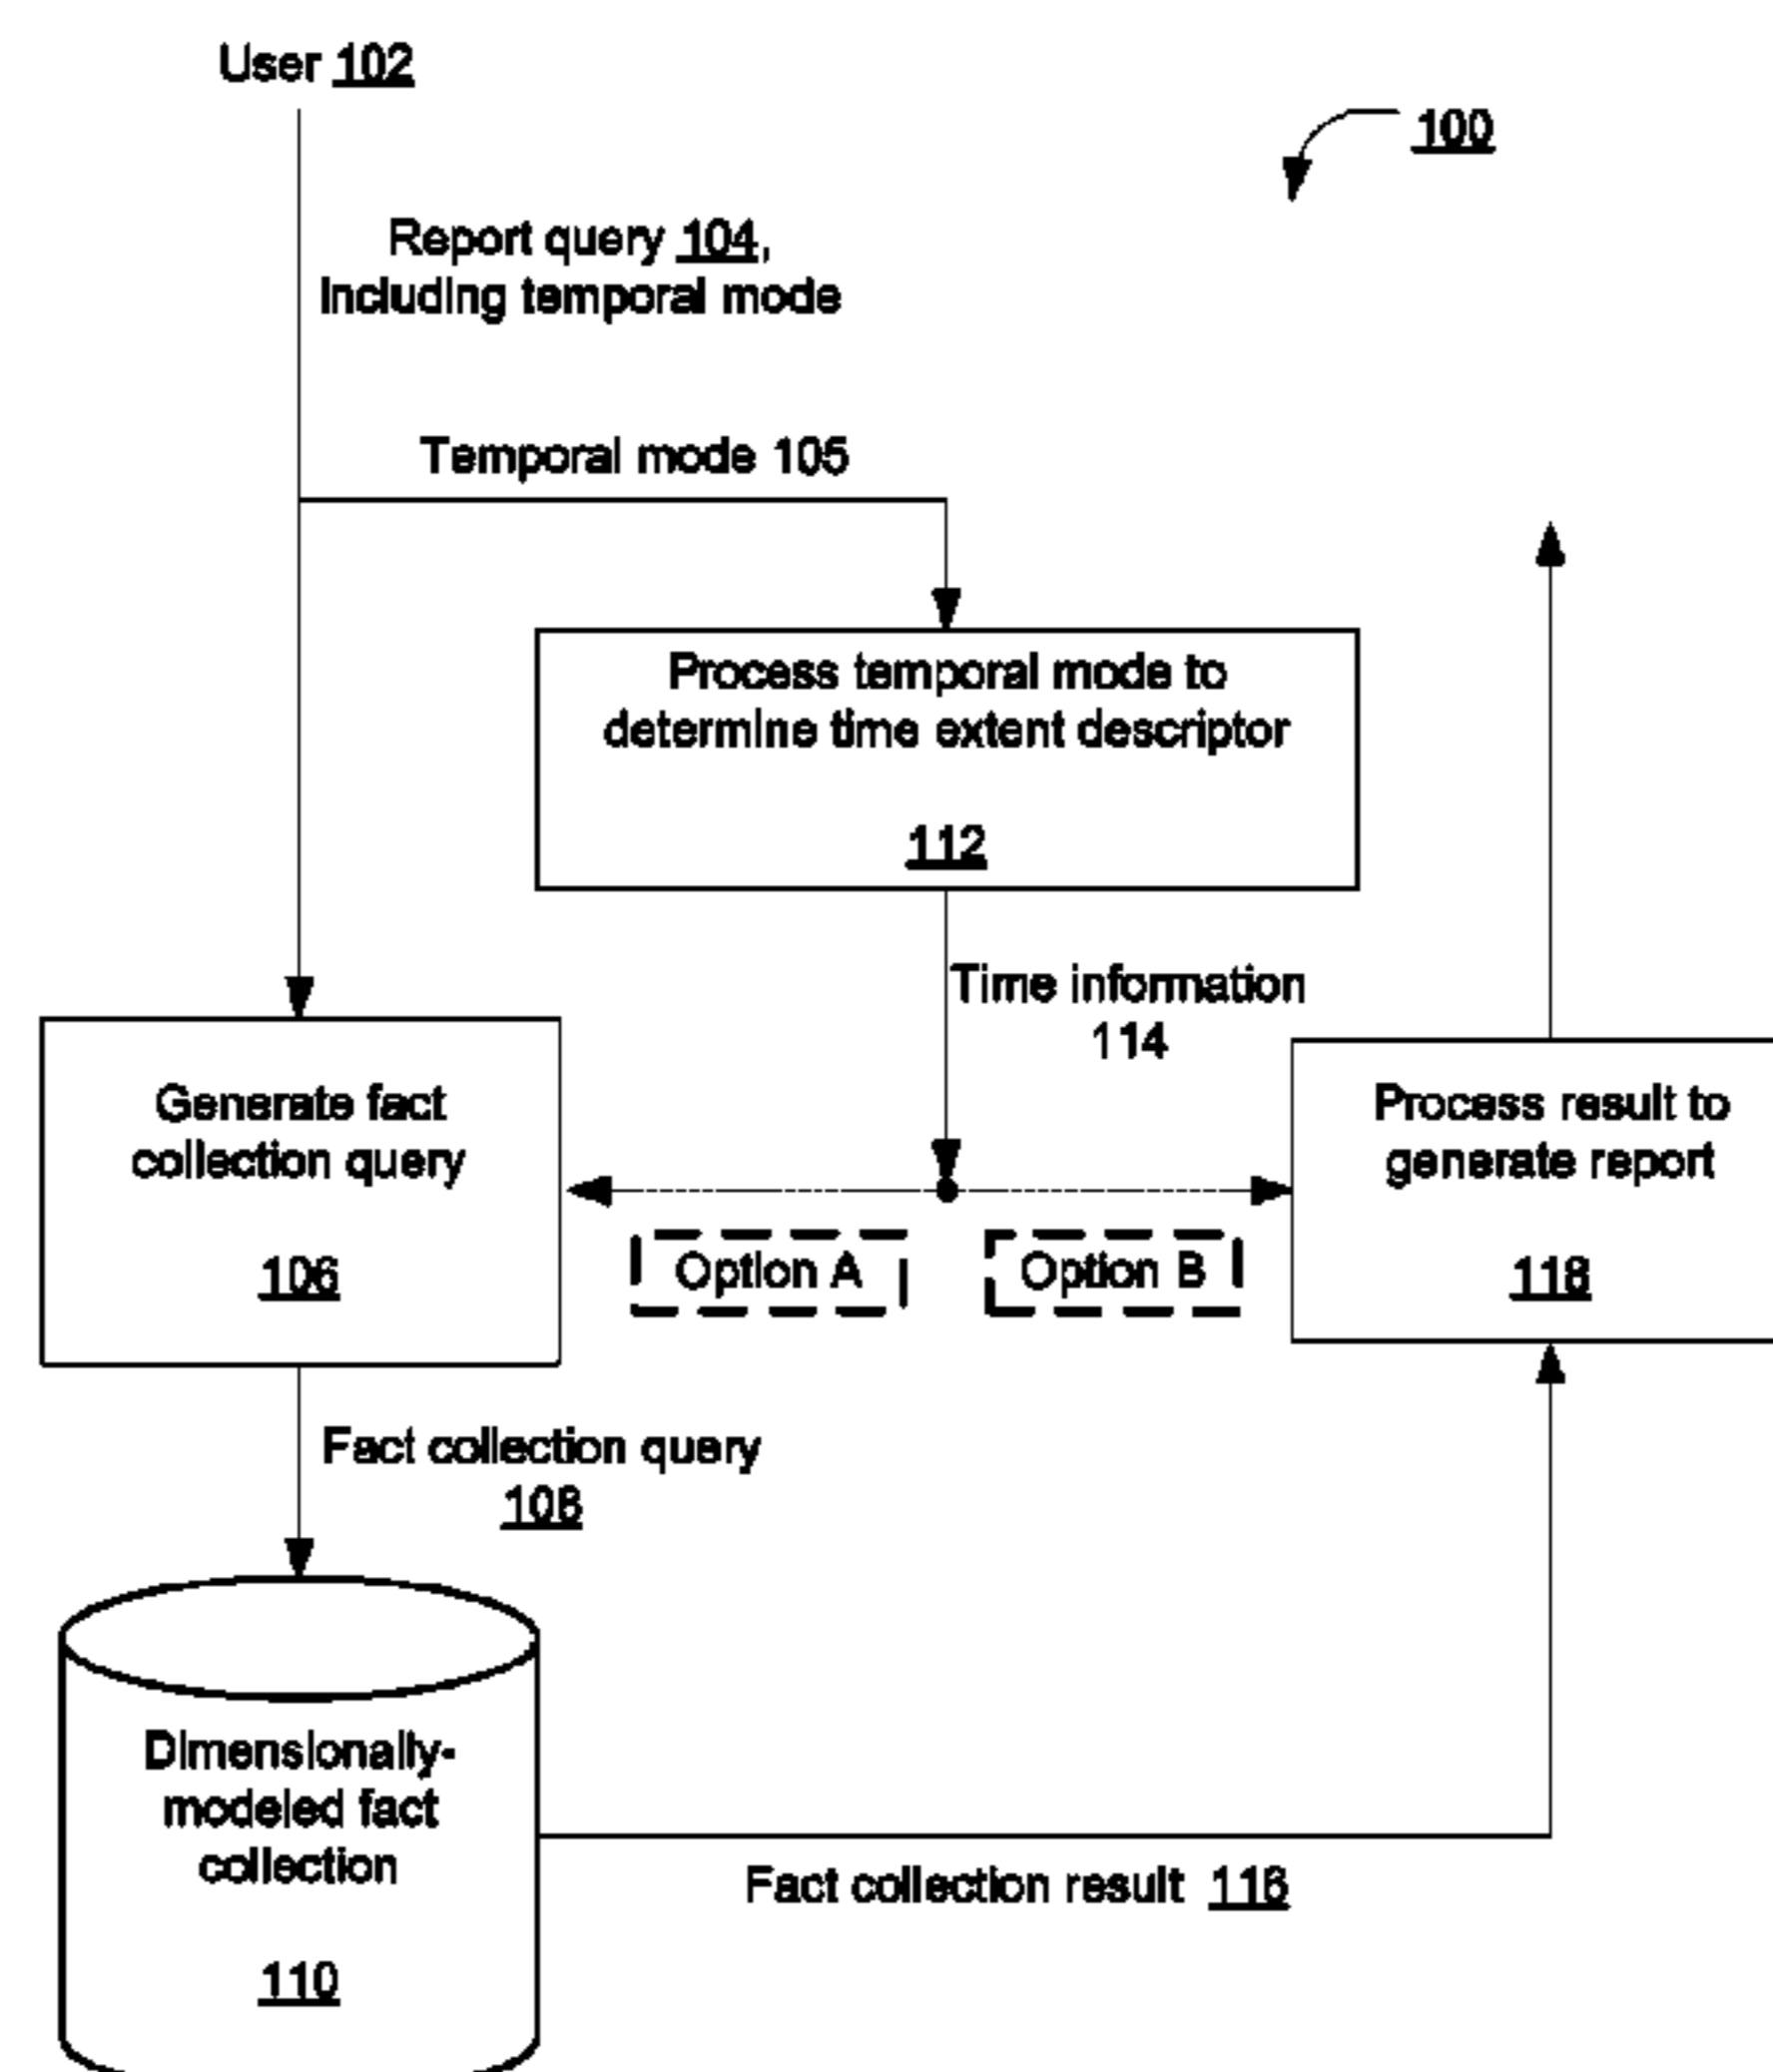 User 102
100
Report query 104,
including temporal mode
Temporal mode 105
Process temporal mode to
determine time extent descriptor
112
Time information
114
Generate fact
collection query
106
Process result to
generate report
118
Option A
Option B
Fact collection query
108
Dimensionally-
modeled fact
collection
110
Fact collection result 116